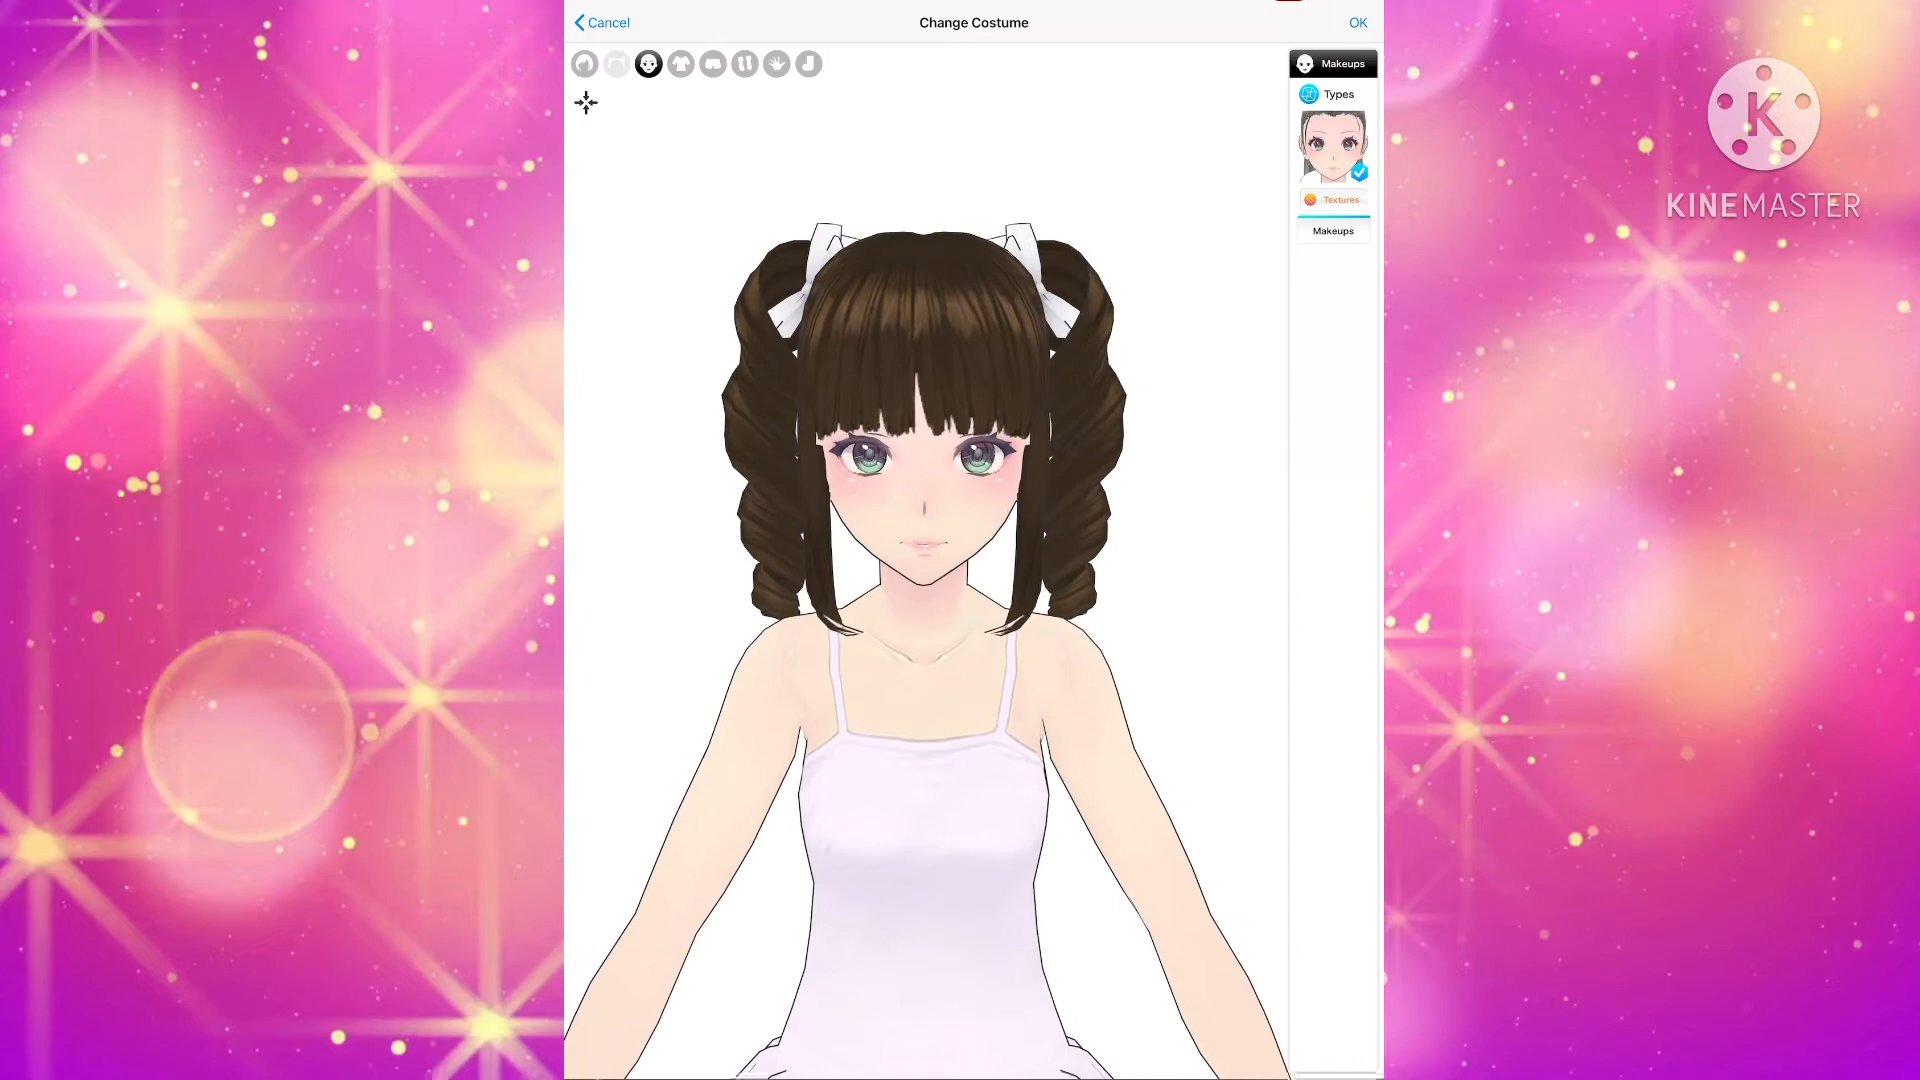 Cancel
Change Costume
OK
Makeups
Types
Textures
Makeups
K
KINEMASTER